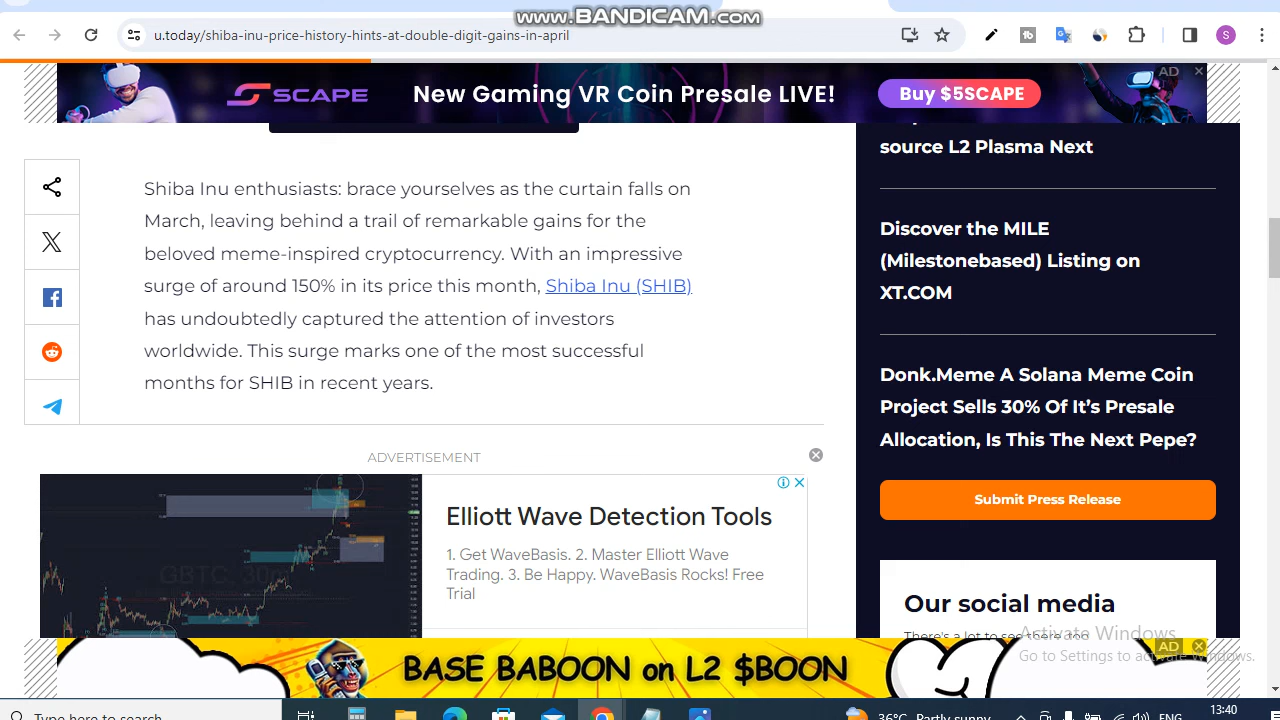 www.BANDICAM.com
u.today/shiba-inu-price-history-hints-at-double-digit-gains-in-april
S
AD
SCAPE New Gaming VR Coin Presale LIVE! Buy $5SCAPE
source L2 Plasma Next
Shiba Inu enthusiasts: brace yourselves as the curtain falls on
March, leaving behind a trail of remarkable gains for the
beloved meme-inspired cryptocurrency. With an impressive
surge of around 150% in its price this month, Shiba Inu (SHIB)
has undoubtedly captured the attention of investors
worldwide. This surge marks one of the most successful
months for SHIB in recent years.
Discover the MILE
(Milestonebased) Listing on
XT.COM
Donk.Meme A Solana Meme Coin
Project Sells 30% Of It’s Presale
Allocation, Is This The Next Pepe?
Submit Press Release
ADVERTISEMENT
GBTC, 30m
Elliott Wave Detection Tools
1. Get WaveBasis. 2. Master Elliott Wave
Trading. 3. Be Happy. WaveBasis Rocks! Free
Trial
Our social media
There's a lot to see there, too
Activate Windows
Go to Settings to activate Windows.
AD
BASE BABOON on L2 $BOON
Type here to search
36°C Partly sunny
ENG
13:40